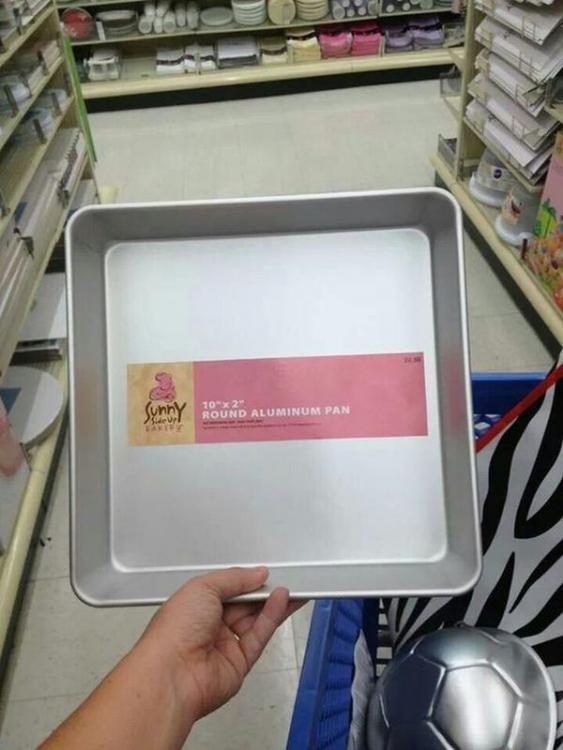 Sunny
Side Up
BAKERY
10" x 2"
ROUND ALUMINUM PAN